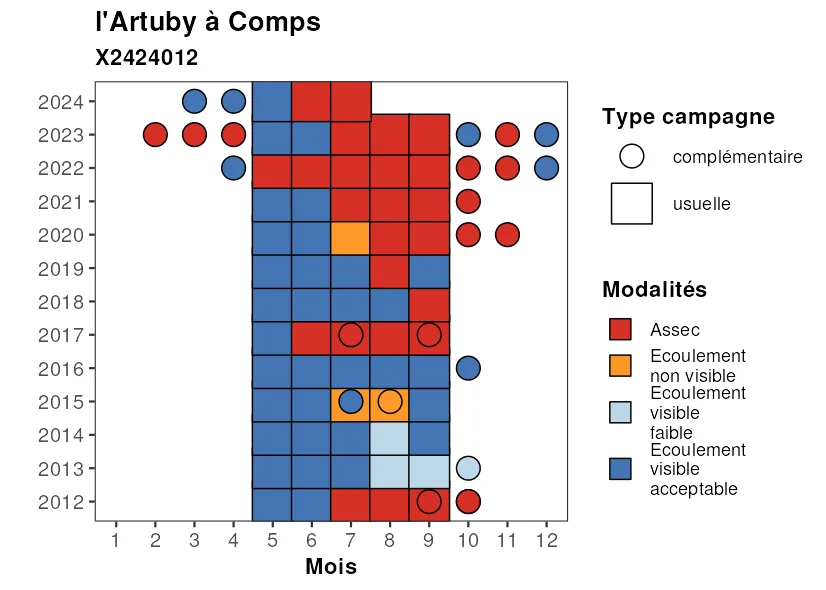 l'Artuby à Comps
X2424012
2024
2023
2022
2021
2020
2019
2018
2017
2016
2015
2014
2013
2012
1 2 3 4 5 6 7 8 9 10 11 12
Mois
Type campagne
complémentaire
usuelle
Modalités
Assec
Ecoulement
non visible
Ecoulement
visible
faible
Ecoulement
visible
acceptable